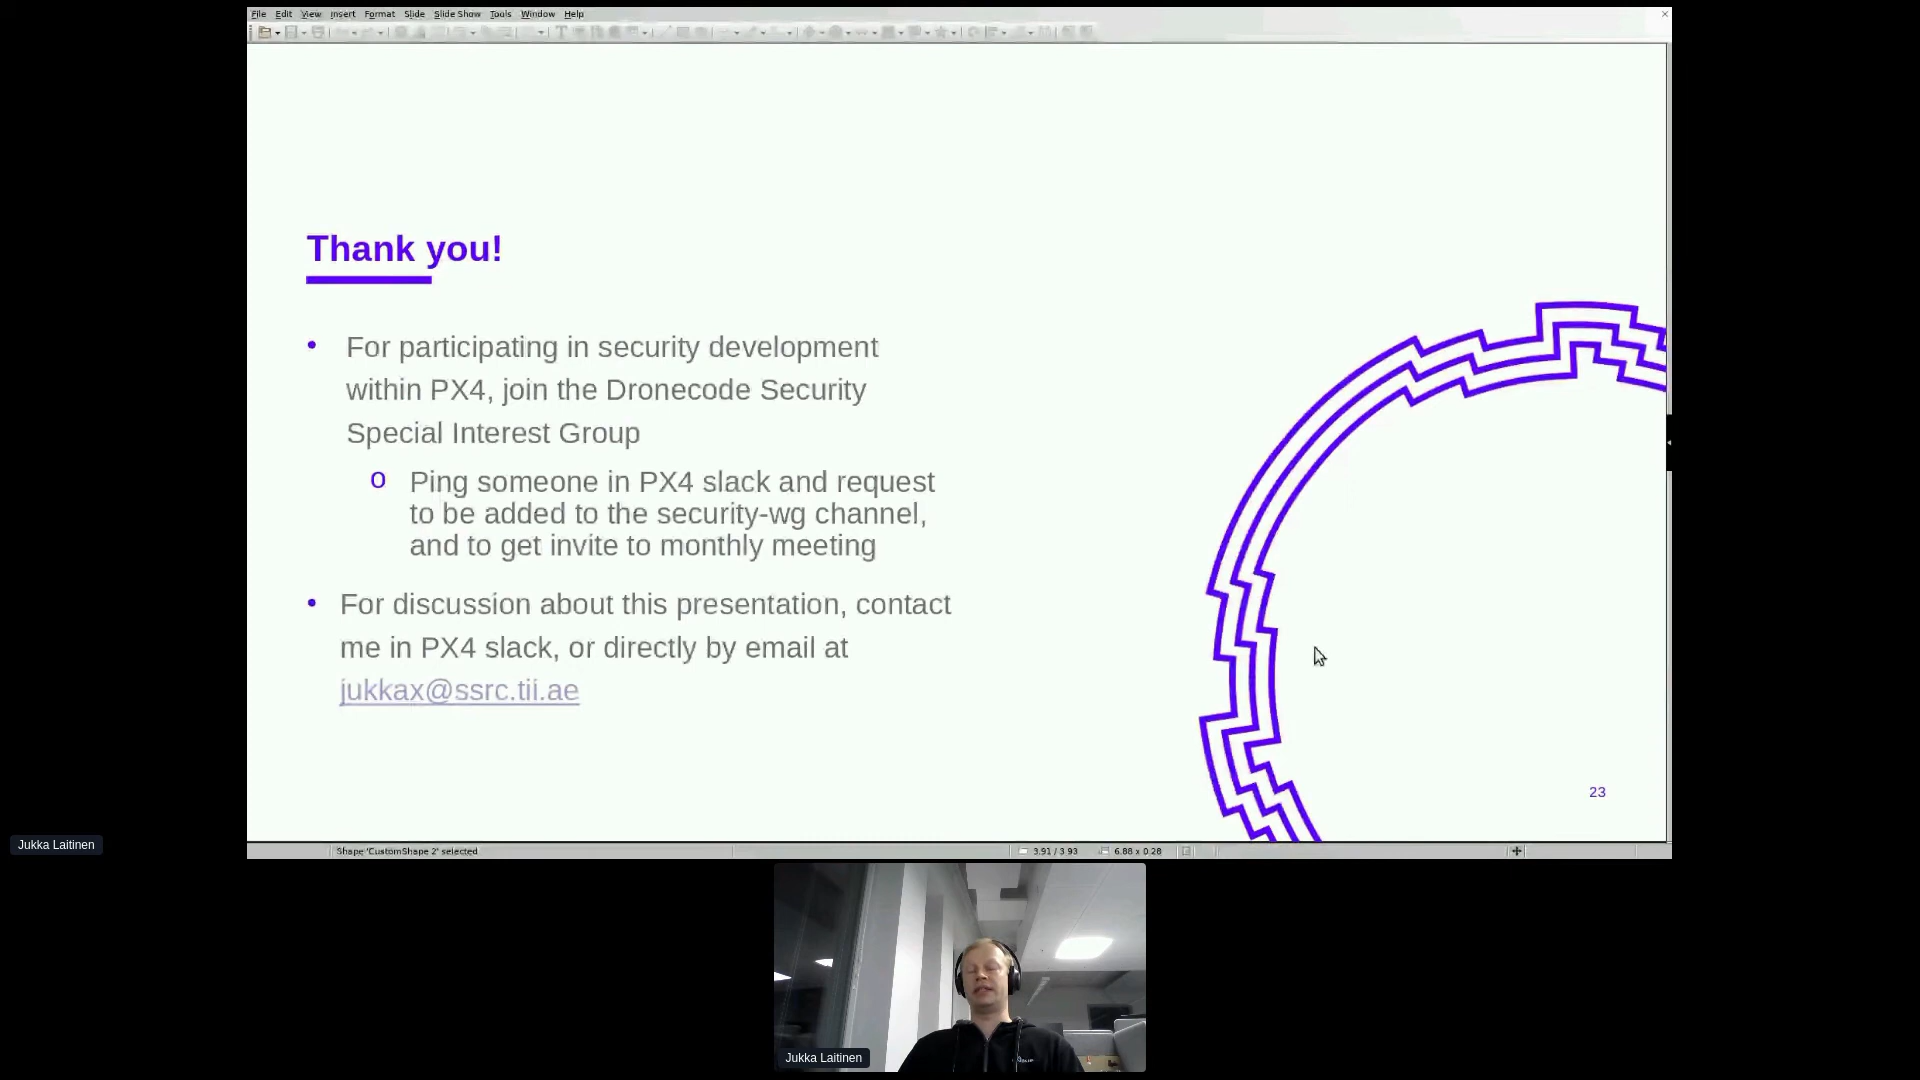 File Edit View Insert Format Slide Slide Show Tools Window Help
Thank you!
• For participating in security development
within PX4, join the Dronecode Security
Special Interest Group
o Ping someone in PX4 slack and request
to be added to the security-wg channel,
and to get invite to monthly meeting
• For discussion about this presentation, contact
me in PX4 slack, or directly by email at
jukkax@ssrc.tii.ae
23
Jukka Laitinen
Shape 'CustomShape 2' selected
3.91 / 3.93 6.88 x 0.28
Jukka Laitinen